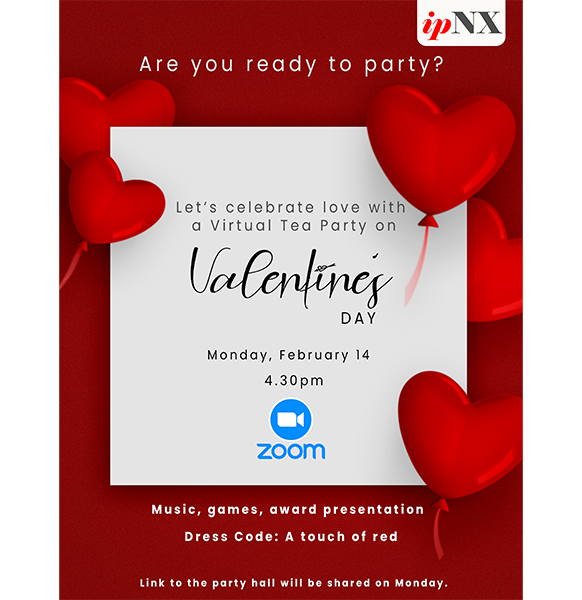 ipNX
Are you ready to party?
Let's celebrate love with
a Virtual Tea Party on
Valentine's
DAY
Monday, February 14
4.30pm
zoom
Music, games, award presentation
Dress Code: A touch of red
Link to the party hall will be shared on Monday.